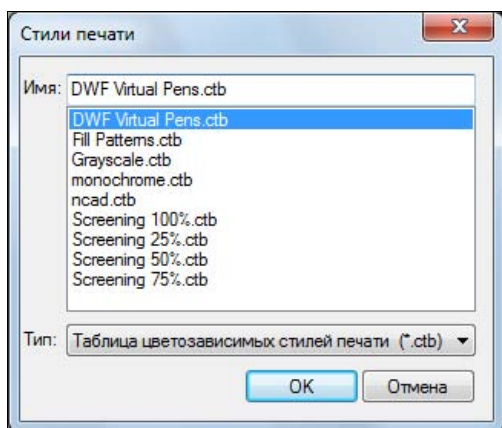 Стили печати
Имя: DWF Virtual Pens.ctb
DWF Virtual Pens.ctb
Fill Patterns.ctb
Grayscale.ctb
monochrome.ctb
ncad.ctb
Screening 100%.ctb
Screening 25%.ctb
Screening 50%.ctb
Screening 75%.ctb
Тип: Таблица цветозависимых стилей печати (*.ctb)
OK Отмена